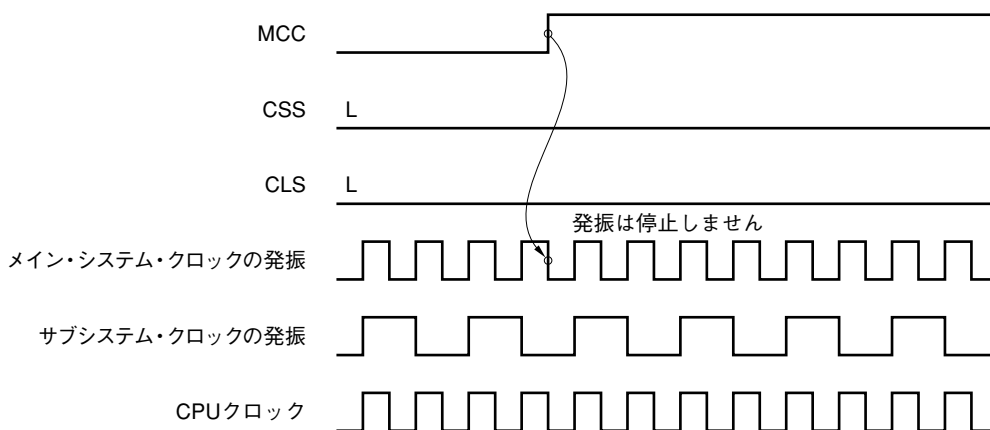 MCC
CSS L
CLS L
発振は停止しません
メイン・システム・クロックの発振
サブシステム・クロックの発振
CPUクロック